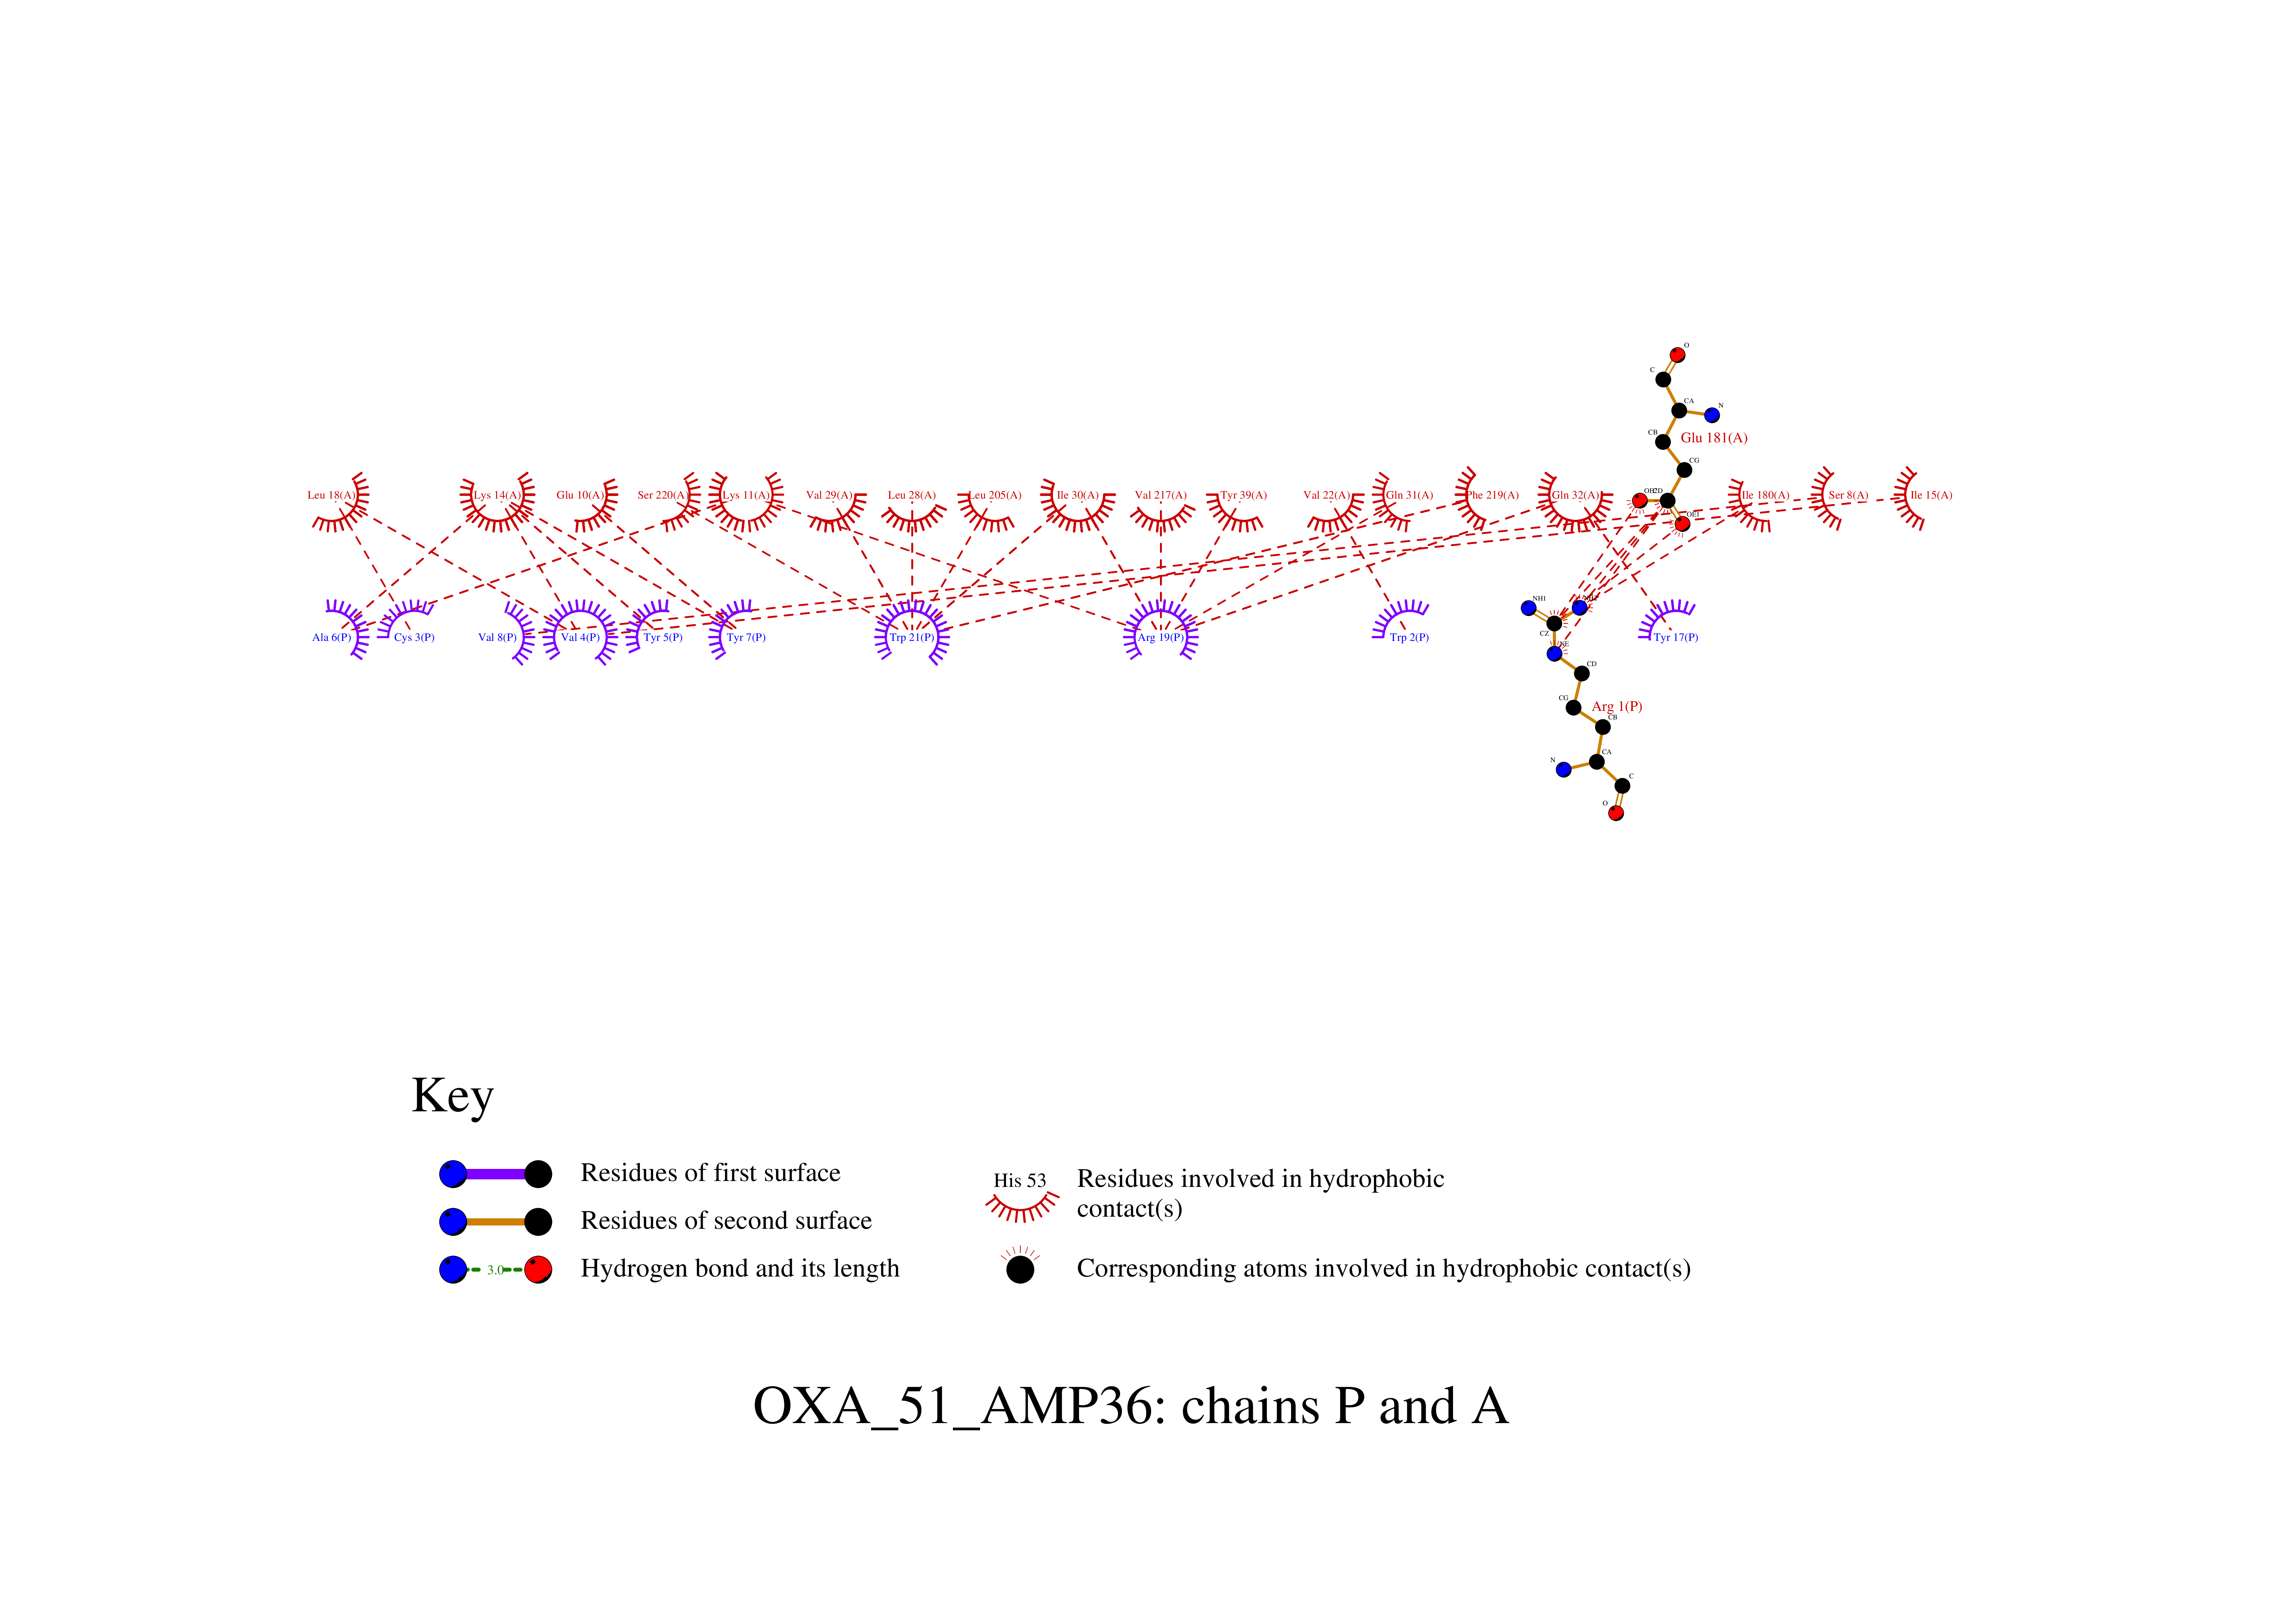 O
C
CA
N
CB
Glu 181(A)
CG
Leu 18(A)
Lys 14(A)
Glu 10(A)
Ser 220(A)
Lys 11(A)
Val 29(A)
Leu 28(A)
Leu 205(A)
Ile 30(A)
Val 217(A)
Tyr 39(A)
Val 22(A)
Gln 31(A)
Phe 219(A)
Gln 32(A)
OE2
CD
Ile 180(A)
Ser 8(A)
Ile 15(A)
OE1
NH1
NH2
CZ
Ala 6(P)
Cys 3(P)
Val 8(P)
Val 4(P)
Tyr 5(P)
Tyr 7(P)
Trp 21(P)
Arg 19(P)
Trp 2(P)
NE
Tyr 17(P)
CD
CG
Arg 1(P)
CB
CA
N
C
O
Key
Residues of first surface
Residues of second surface
3.0
Hydrogen bond and its length
His 53
Residues involved in hydrophobic
contact(s)
Corresponding atoms involved in hydrophobic contact(s)
OXA_51_AMP36: chains P and A